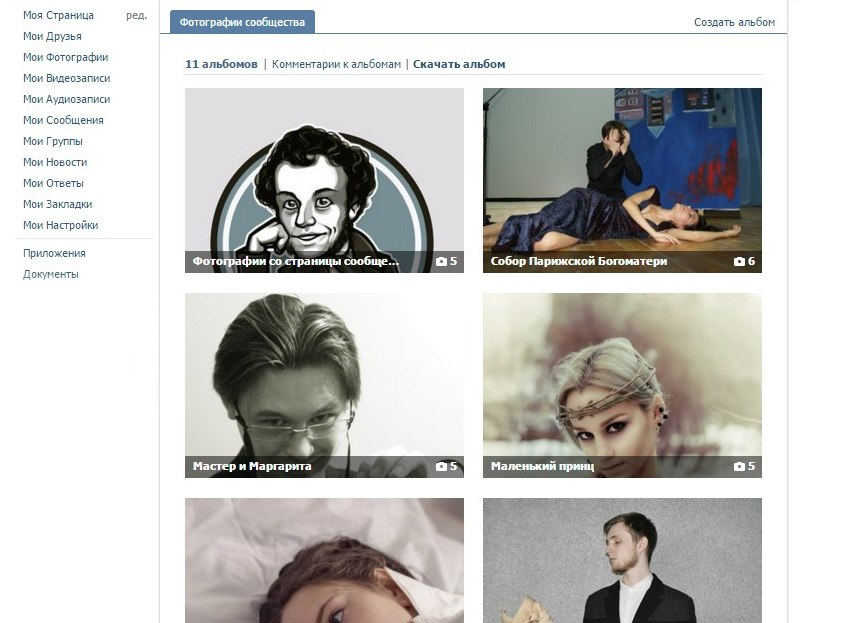 Моя Страница ред.
Мои Друзья
Мои Фотографии
Мои Видеозаписи
Мои Аудиозаписи
Мои Сообщения
Мои Группы
Мои Новости
Мои Ответы
Мои Закладки
Мои Настройки
Приложения
Документы
Фотографии сообщества
Создать альбом
11 альбомов | Комментарии к альбомам | Скачать альбом
Фотографии со страницы сообще... 5
Собор Парижской Богоматери 6
Мастер и Маргарита 5
Маленький принц 5